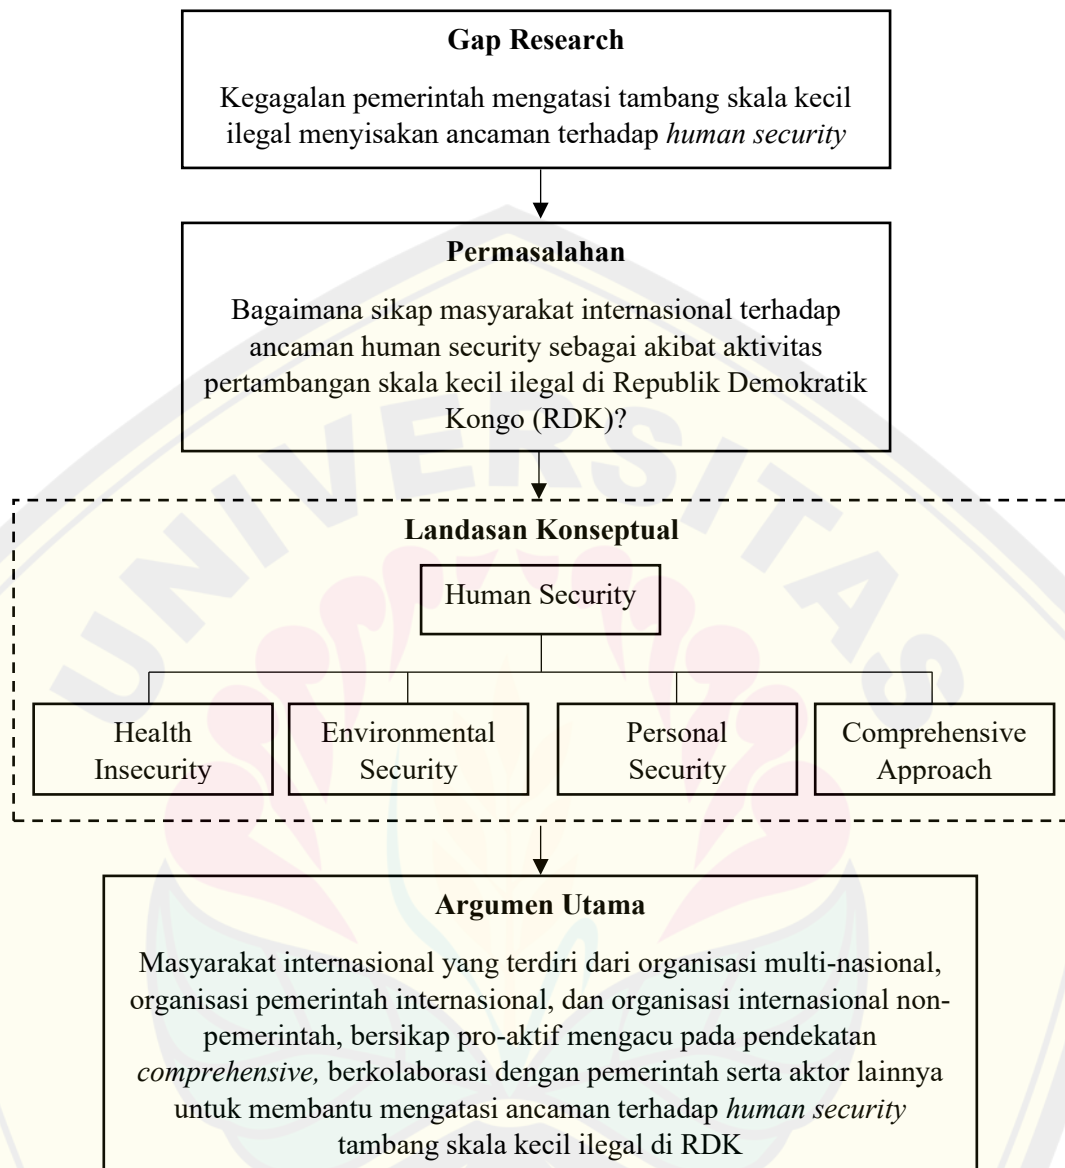 Gap Research
Kegagalan pemerintah mengatasi tambang skala kecil
ilegal menyisakan ancaman terhadap human security
Permasalahan
Bagaimana sikap masyarakat internasional terhadap
ancaman human security sebagai akibat aktivitas
pertambangan skala kecil ilegal di Republik Demokratik
Kongo (RDK)?
UNIVERSITAS
Landasan Konseptual
Human Security
Health
Insecurity
Environmental
Security
Personal
Security
Comprehensive
Approach
Argumen Utama
Masyarakat internasional yang terdiri dari organisasi multi-nasional,
organisasi pemerintah internasional, dan organisasi internasional non-
pemerintah, bersikap pro-aktif mengacu pada pendekatan
comprehensive, berkolaborasi dengan pemerintah serta aktor lainnya
untuk membantu mengatasi ancaman terhadap human security
tambang skala kecil ilegal di RDK